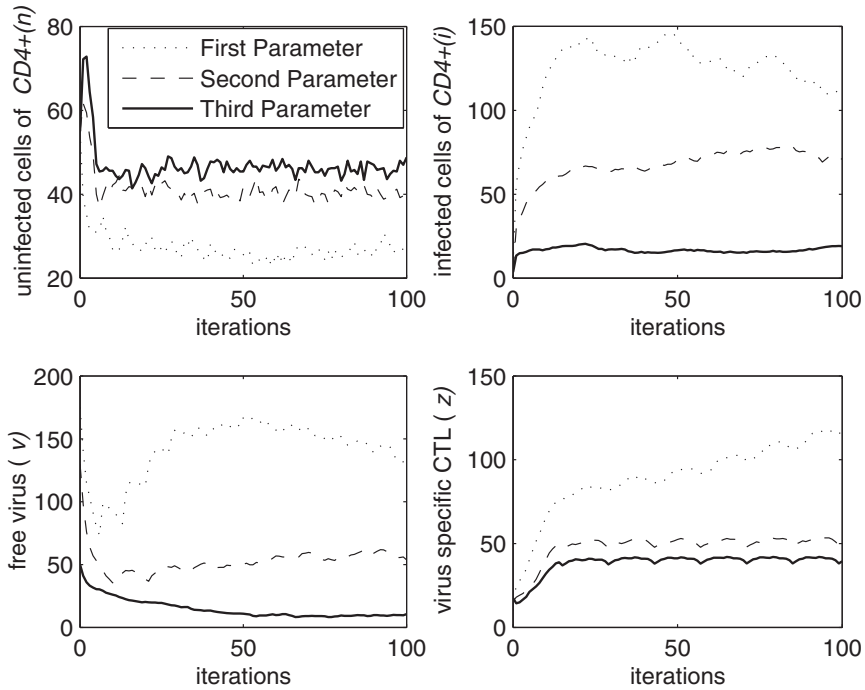 80
60
40
20
0
50
100
iterations
uninfected cells of CD4+(n)
First Parameter
Second Parameter
Third Parameter
150
100
50
0
0
50
100
iterations
infected cells of CD4+(i)
200
150
100
50
0
0
50
100
iterations
free virus ( v)
150
100
50
0
0
50
100
iterations
virus specific CTL ( z)